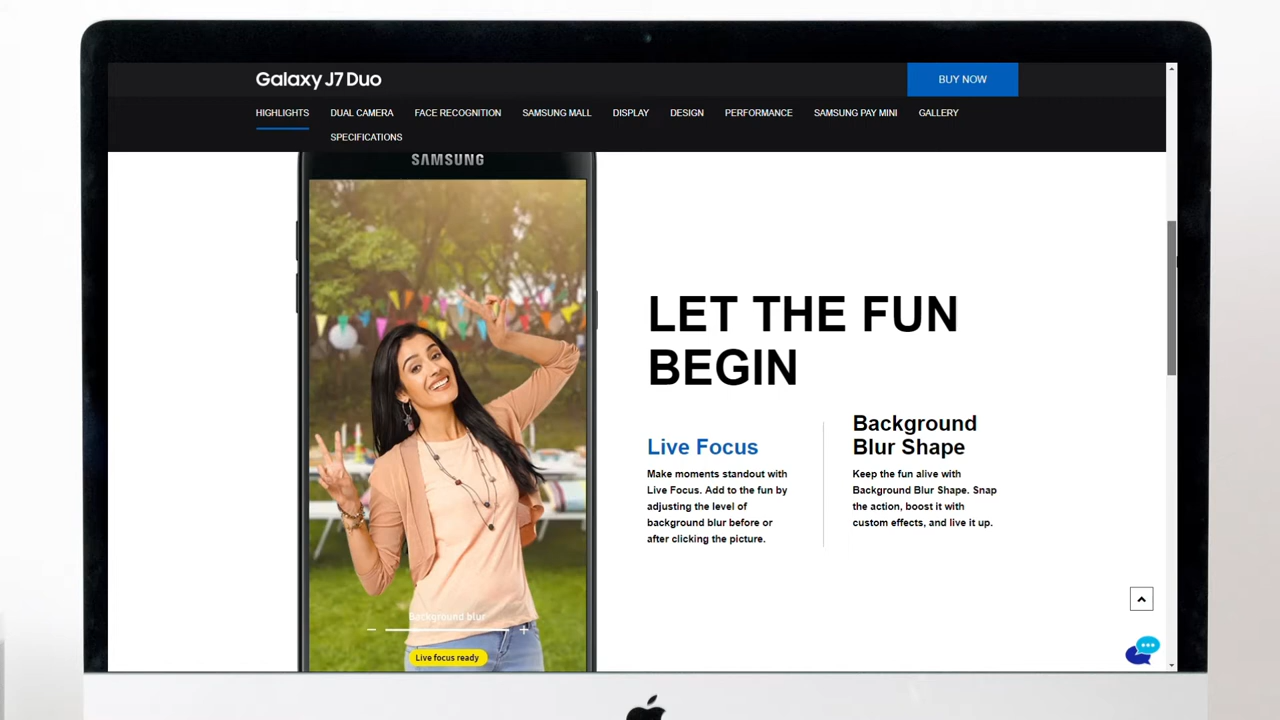 Galaxy J7 Duo
BUY NOW
HIGHLIGHTS DUAL CAMERA FACE RECOGNITION SAMSUNG MALL DISPLAY DESIGN PERFORMANCE SAMSUNG PAY MINI GALLERY
SPECIFICATIONS
SAMSUNG
LET THE FUN
BEGIN
Live Focus
Make moments standout with
Live Focus. Add to the fun by
adjusting the level of
background blur before or
after clicking the picture.
Background
Blur Shape
Keep the fun alive with
Background Blur Shape. Snap
the action, boost it with
custom effects, and live it up.
Background blur
Live focus ready